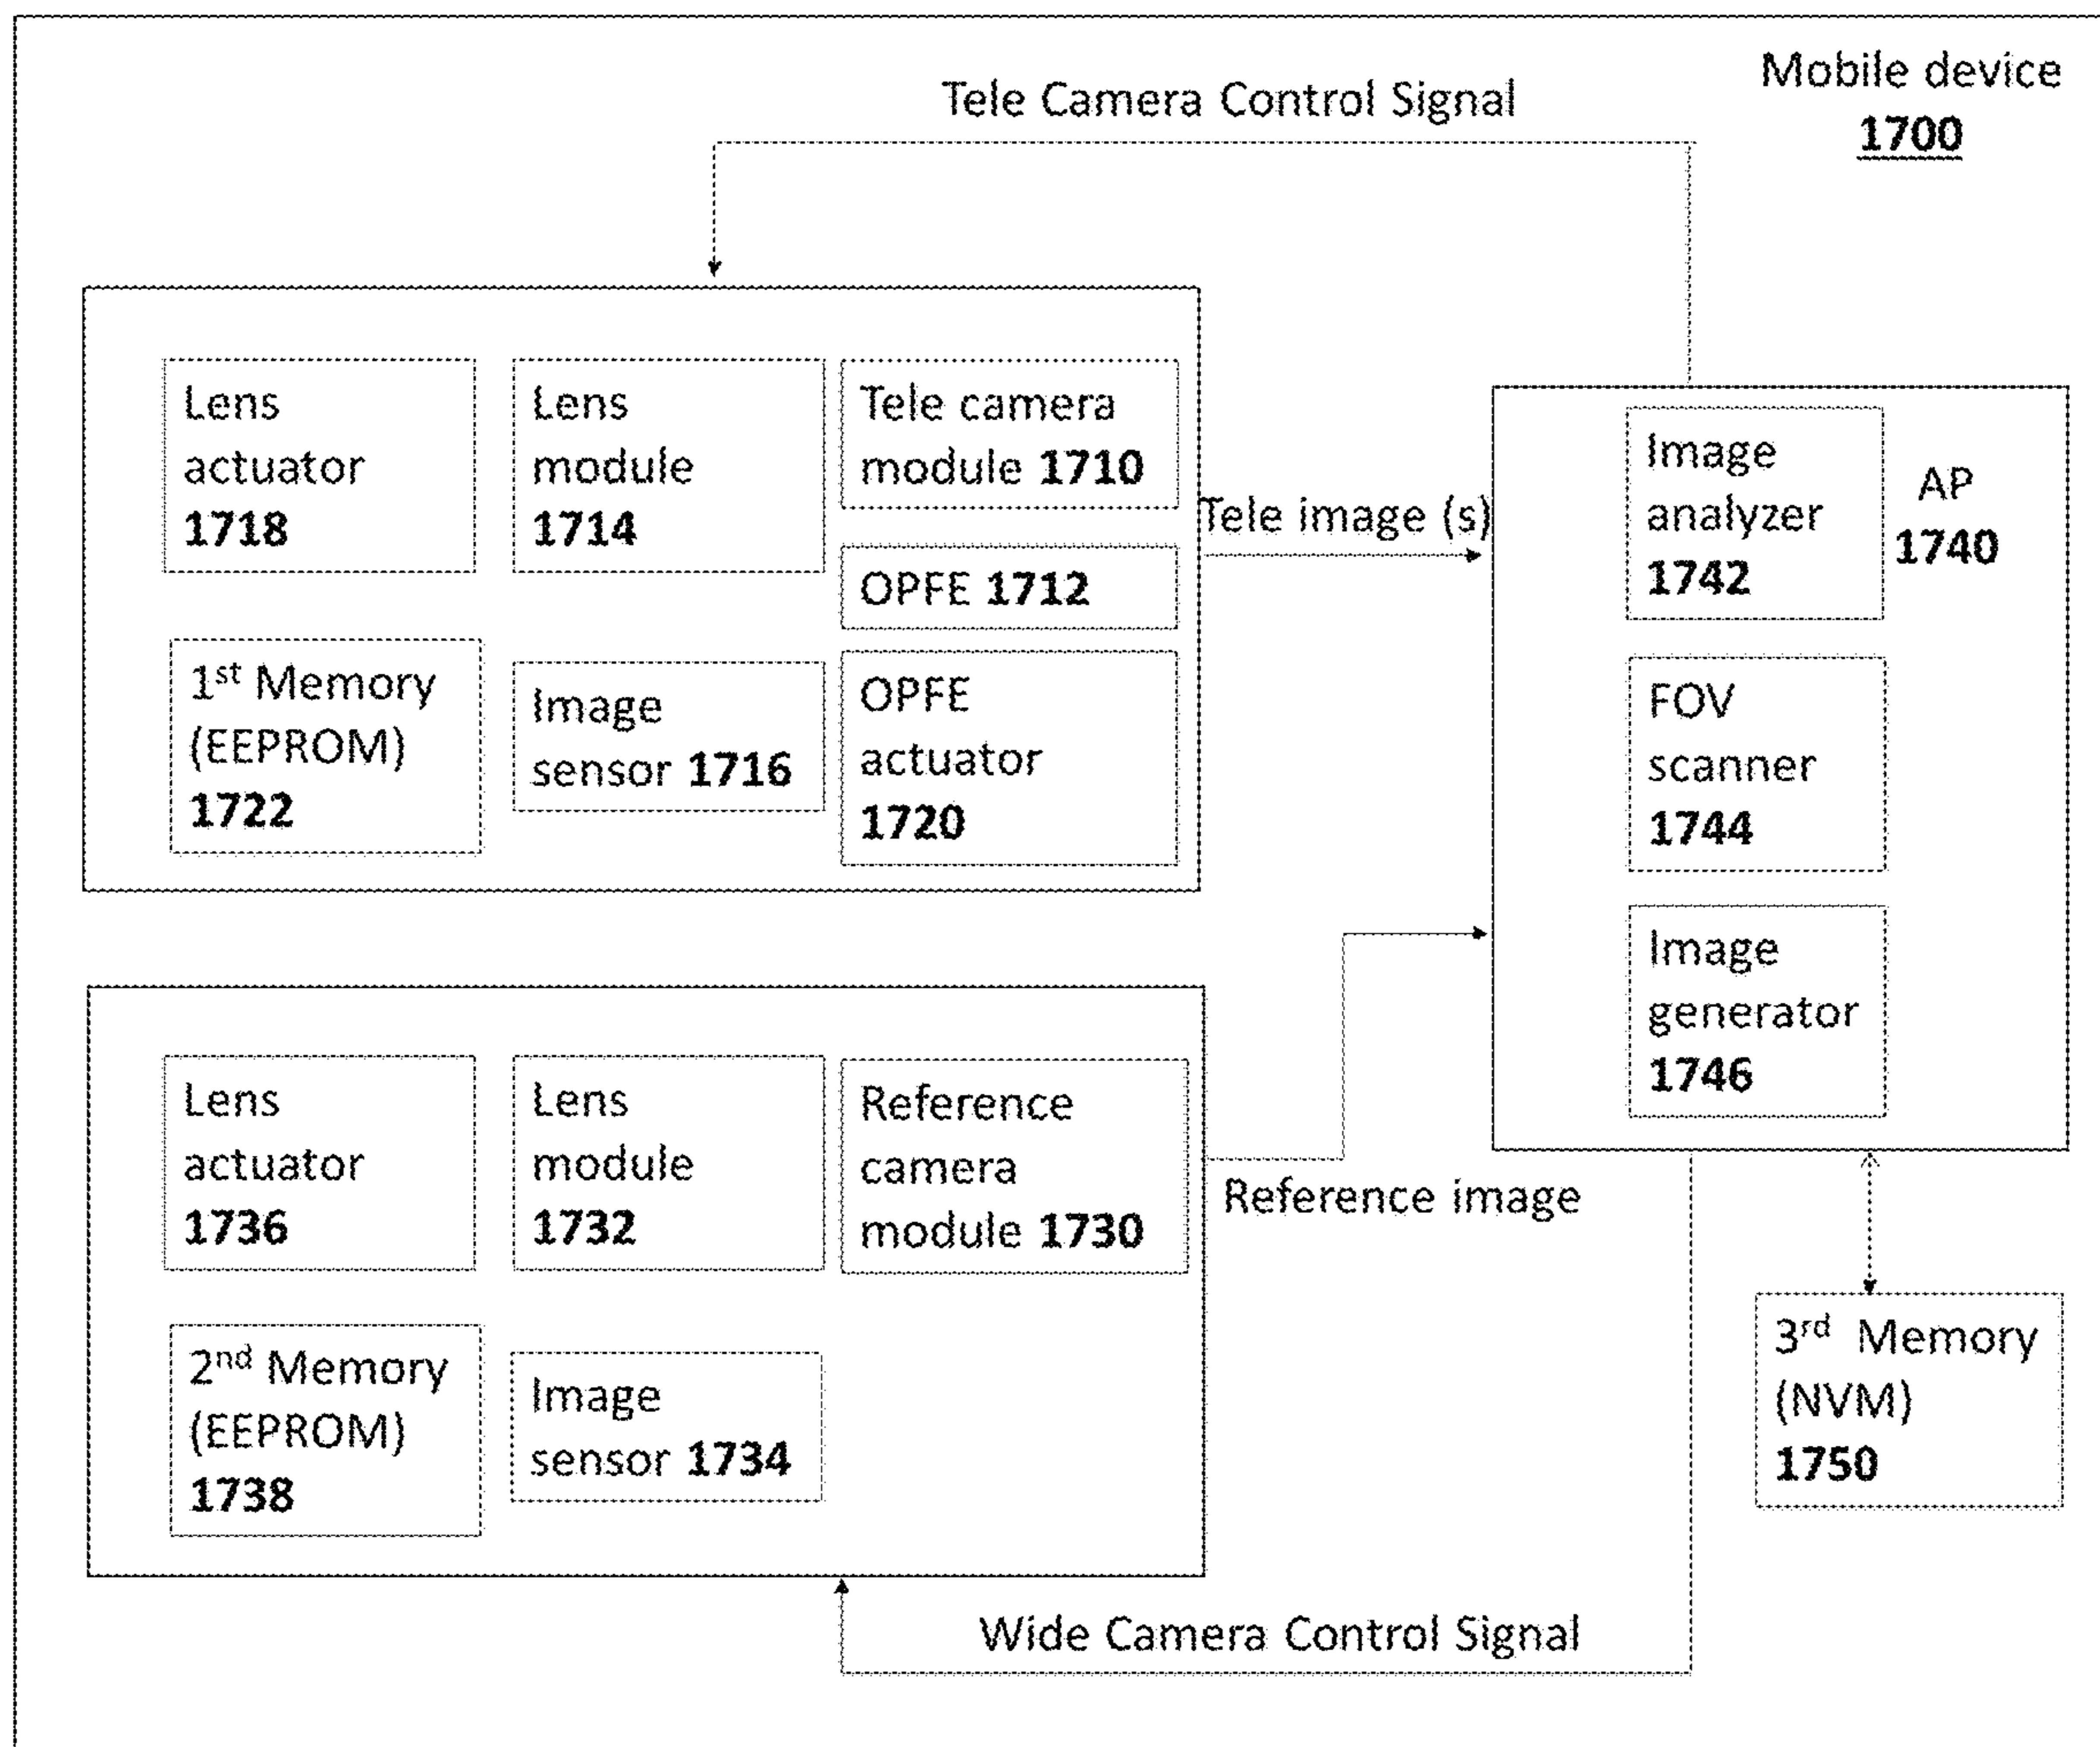 Mobile device
1700
Tele Camera Control Signal
Lens
actuator
1718
Lens
module
1714
Tele camera
module 1710
OPFE 1712
1st Memory
(EEPROM)
1722
Image
sensor 1716
OPFE
actuator
1720
Tele image (s)
Image
analyzer
1742
AP
1740
FOV
scanner
1744
Image
generator
1746
Lens
actuator
1736
Lens
module
1732
Reference
camera
module 1730
Reference image
2nd Memory
(EEPROM)
1738
Image
sensor 1734
3rd Memory
(NVM)
1750
Wide Camera Control Signal